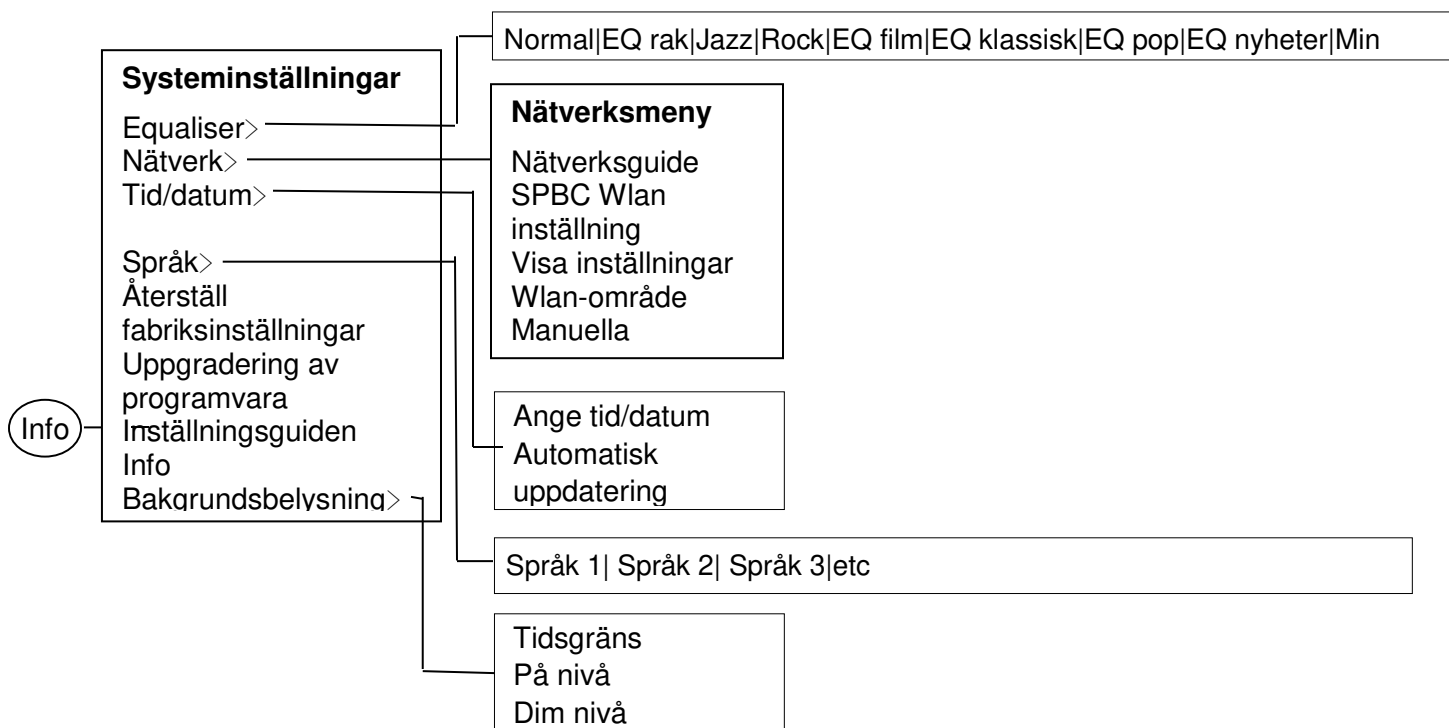 Info
Systeminställningar
Equaliser>
Nätverk>
Tid/datum>
Språk>
Återställ
fabriksinställningar
Uppgradering av
programvara
Inställningsguiden
Info
Bakgrundsbelysning>
Normal|EQ rak|Jazz|Rock|EQ film|EQ klassisk|EQ pop|EQ nyheter|Min
Nätverksmeny
Nätverksguide
SPBC Wlan
inställning
Visa inställningar
Wlan-område
Manuella
Ange tid/datum
Automatisk
uppdatering
Språk 1| Språk 2| Språk 3|etc
Tidsgräns
På nivå
Dim nivå